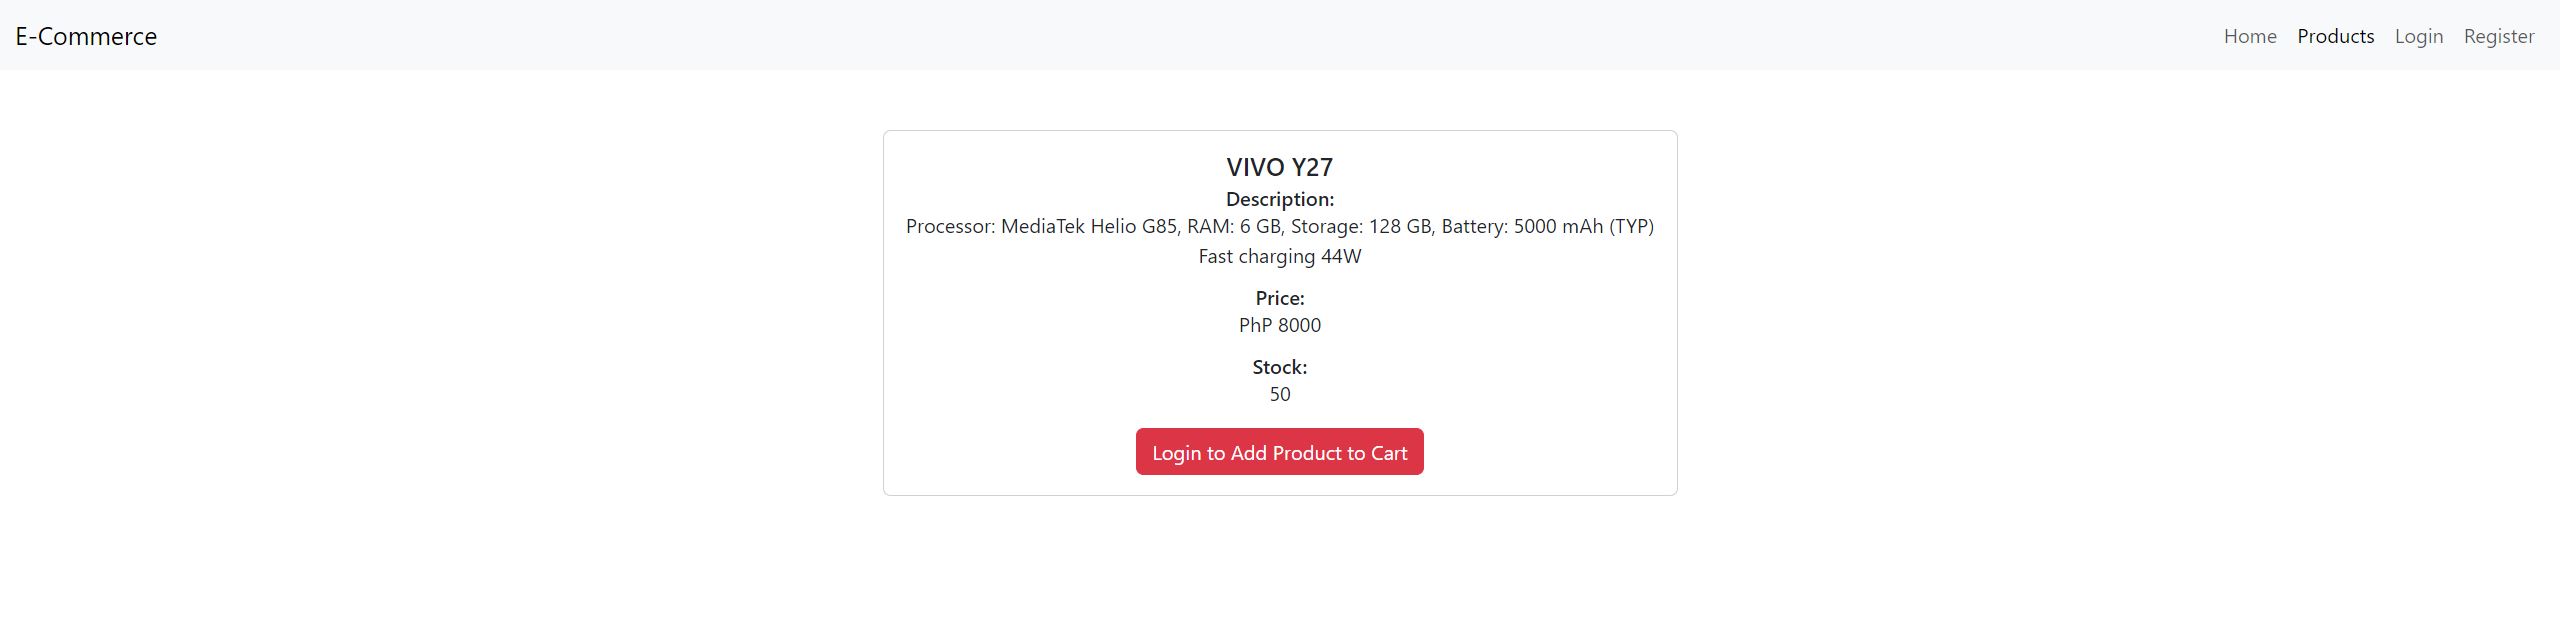 E-Commerce
Home Products Login Register
VIVO Y27
Description:
Processor: MediaTek Helio G85, RAM: 6 GB, Storage: 128 GB, Battery: 5000 mAh (TYP)
Fast charging 44W
Price:
PhP 8000
Stock:
50
Login to Add Product to Cart